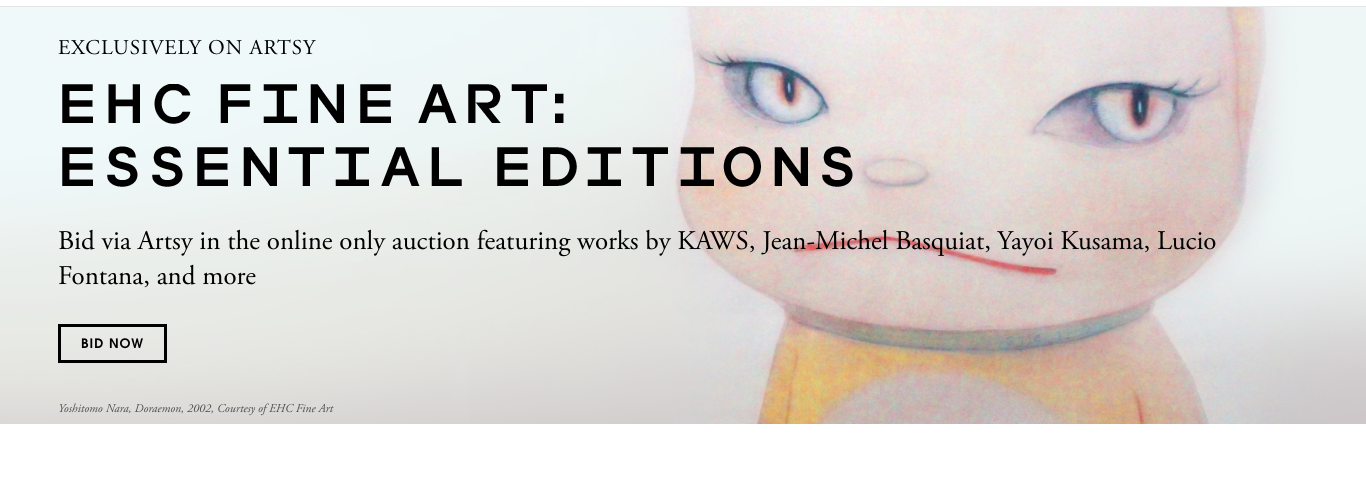 EXCLUSIVELY ON ARTSY
EHC FINE ART:
ESSENTIAL EDITIONS
Bid via Artsy in the online only auction featuring works by KAWS, Jean-Michel Basquiat, Yayoi Kusama, Lucio
Fontana, and more
BID NOW
Yoshitomo Nara, Doraemon, 2002, Courtesy of EHC Fine Art